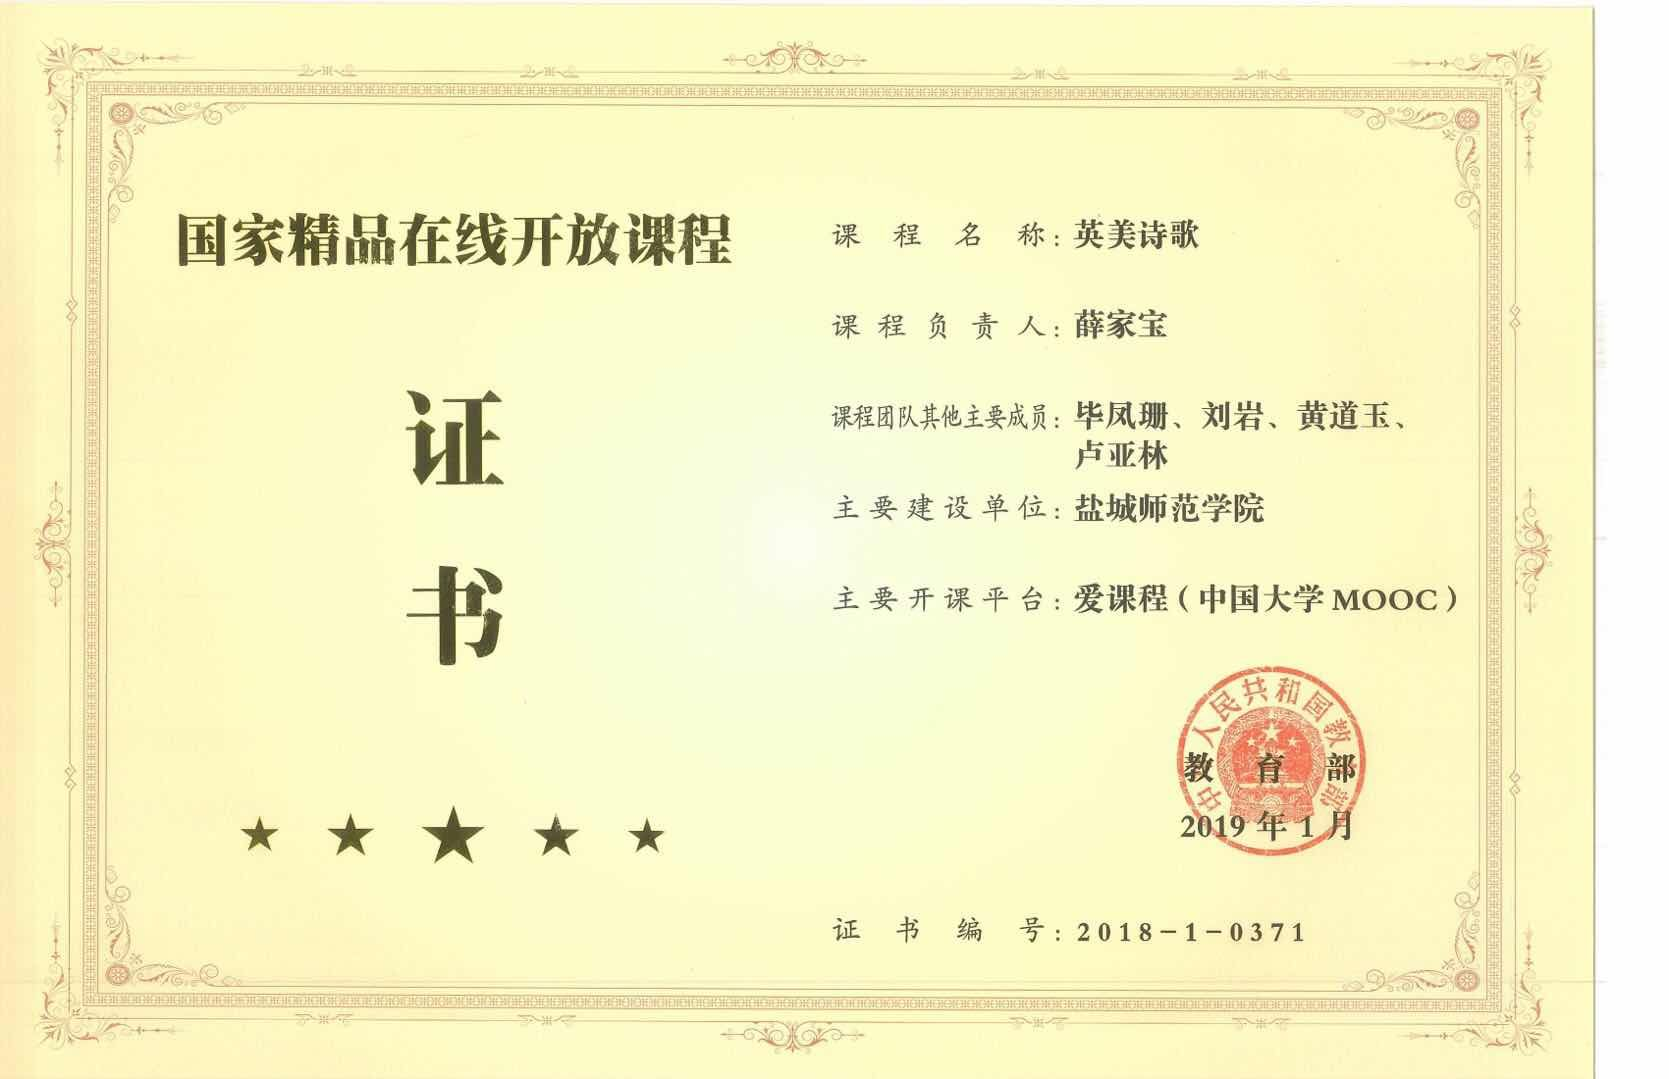 国家精品在线开放课程
证
书
课程名称：英美诗歌
课程负责人：薛家宝
课程团队其他主要成员：毕凤珊、刘岩、黄道玉、
卢亚林
主要建设单位：盐城师范学院
主要开课平台：爱课程（中国大学MOOC）
中华人民共和国教育部
教育部
2019年1月
证书编号：2018-1-0371